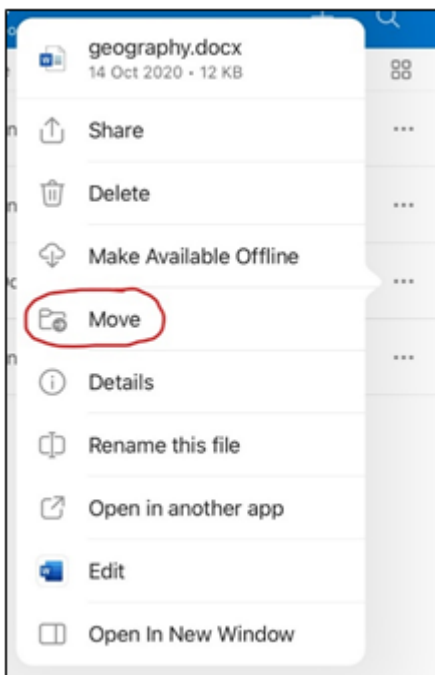 geography.docx
14 Oct 2020 • 12 KB
Share
Delete
Make Available Offline
Move
Details
Rename this file
Open in another app
Edit
Open In New Window